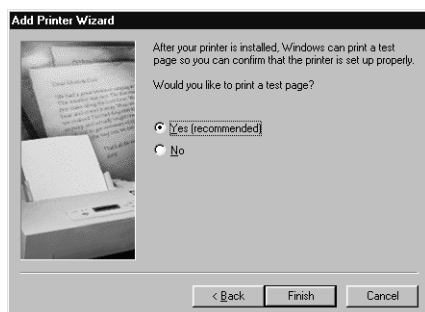 Add Printer Wizard
After your printer is installed, Windows can print a test
page so you can confirm that the printer is set up properly.
Would you like to print a test page?
Yes (recommended)
No
< Back
Finish
Cancel